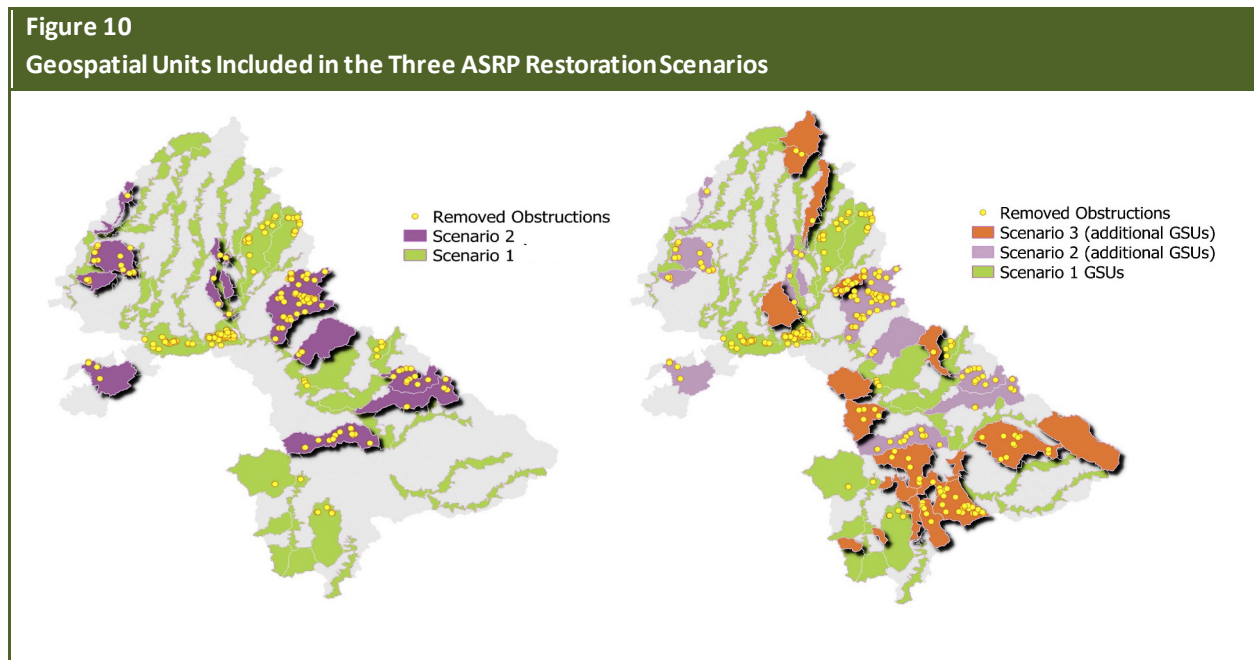 Figure 10
Geospatial Units Included in the Three ASRP Restoration Scenarios
Removed Obstructions
Scenario 2
Scenario 1
Removed Obstructions
Scenario 3 (additional GSUs)
Scenario 2 (additional GSUs)
Scenario 1 GSUs